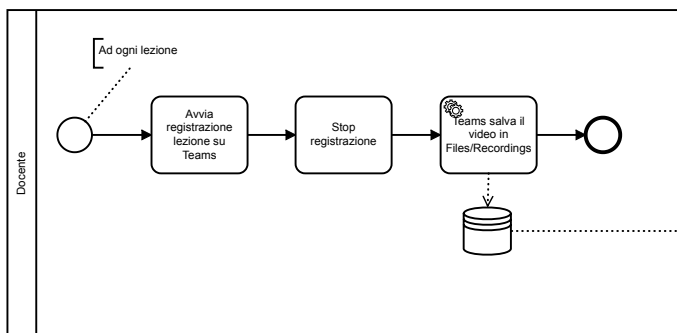 Ad ogni lezione
Avvia
registrazione
lezione su
Teams
Stop
registrazione
Teams salva il
video in
Files/Recordings
Docente